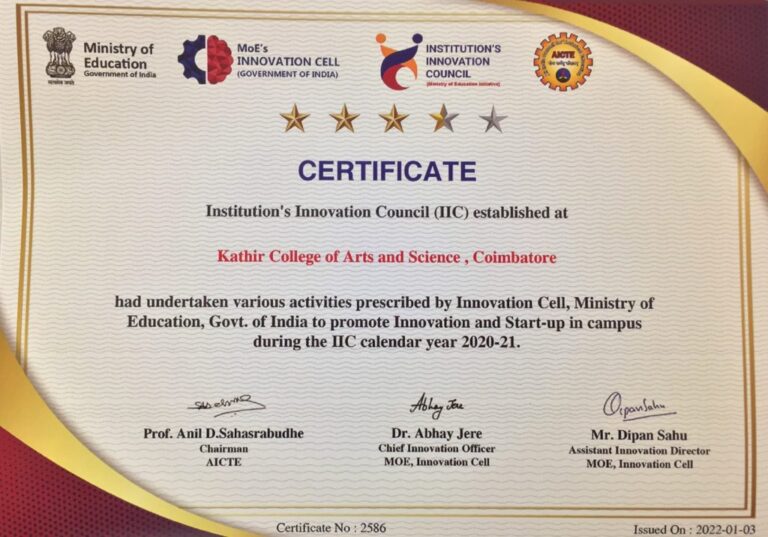 Ministry of
Education
Government of India
MoE's
INNOVATION CELL
(GOVERNMENT OF INDIA)
INSTITUTION'S
INNOVATION
COUNCIL
(Ministry of Education Initiative)
AICTE
CERTIFICATE
Institution's Innovation Council (IIC) established at
Kathir College of Arts and Science , Coimbatore
had undertaken various activities prescribed by Innovation Cell, Ministry of
Education, Govt. of India to promote Innovation and Start-up in campus
during the IIC calendar year 2020-21.
Abhay Jere
Dipan Sahu
Prof. Anil D.Sahasrabudhe
Chairman
AICTE
Dr. Abhay Jere
Chief Innovation Officer
MOE, Innovation Cell
Mr. Dipan Sahu
Assistant Innovation Director
MOE, Innovation Cell
Certificate No : 2586
Issued On : 2022-01-03